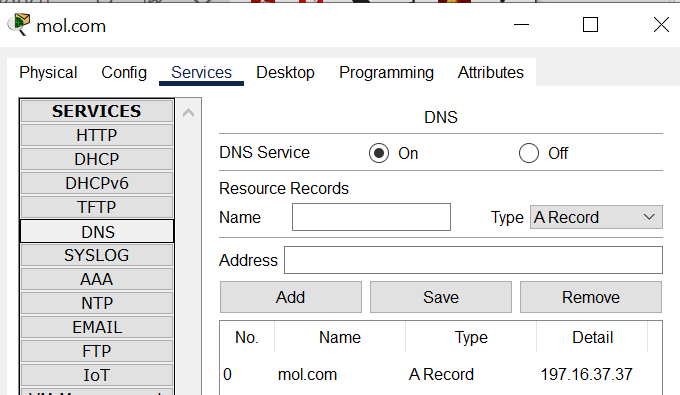 mol.com
Physical Config Services Desktop Programming Attributes
SERVICES
HTTP
DHCP
DHCPv6
TFTP
DNS
SYSLOG
AAA
NTP
EMAIL
FTP
IoT
DNS
DNS Service On Off
Resource Records
Name Type A Record
Address
Add Save Remove
No. Name Type Detail
0 mol.com A Record 197.16.37.37